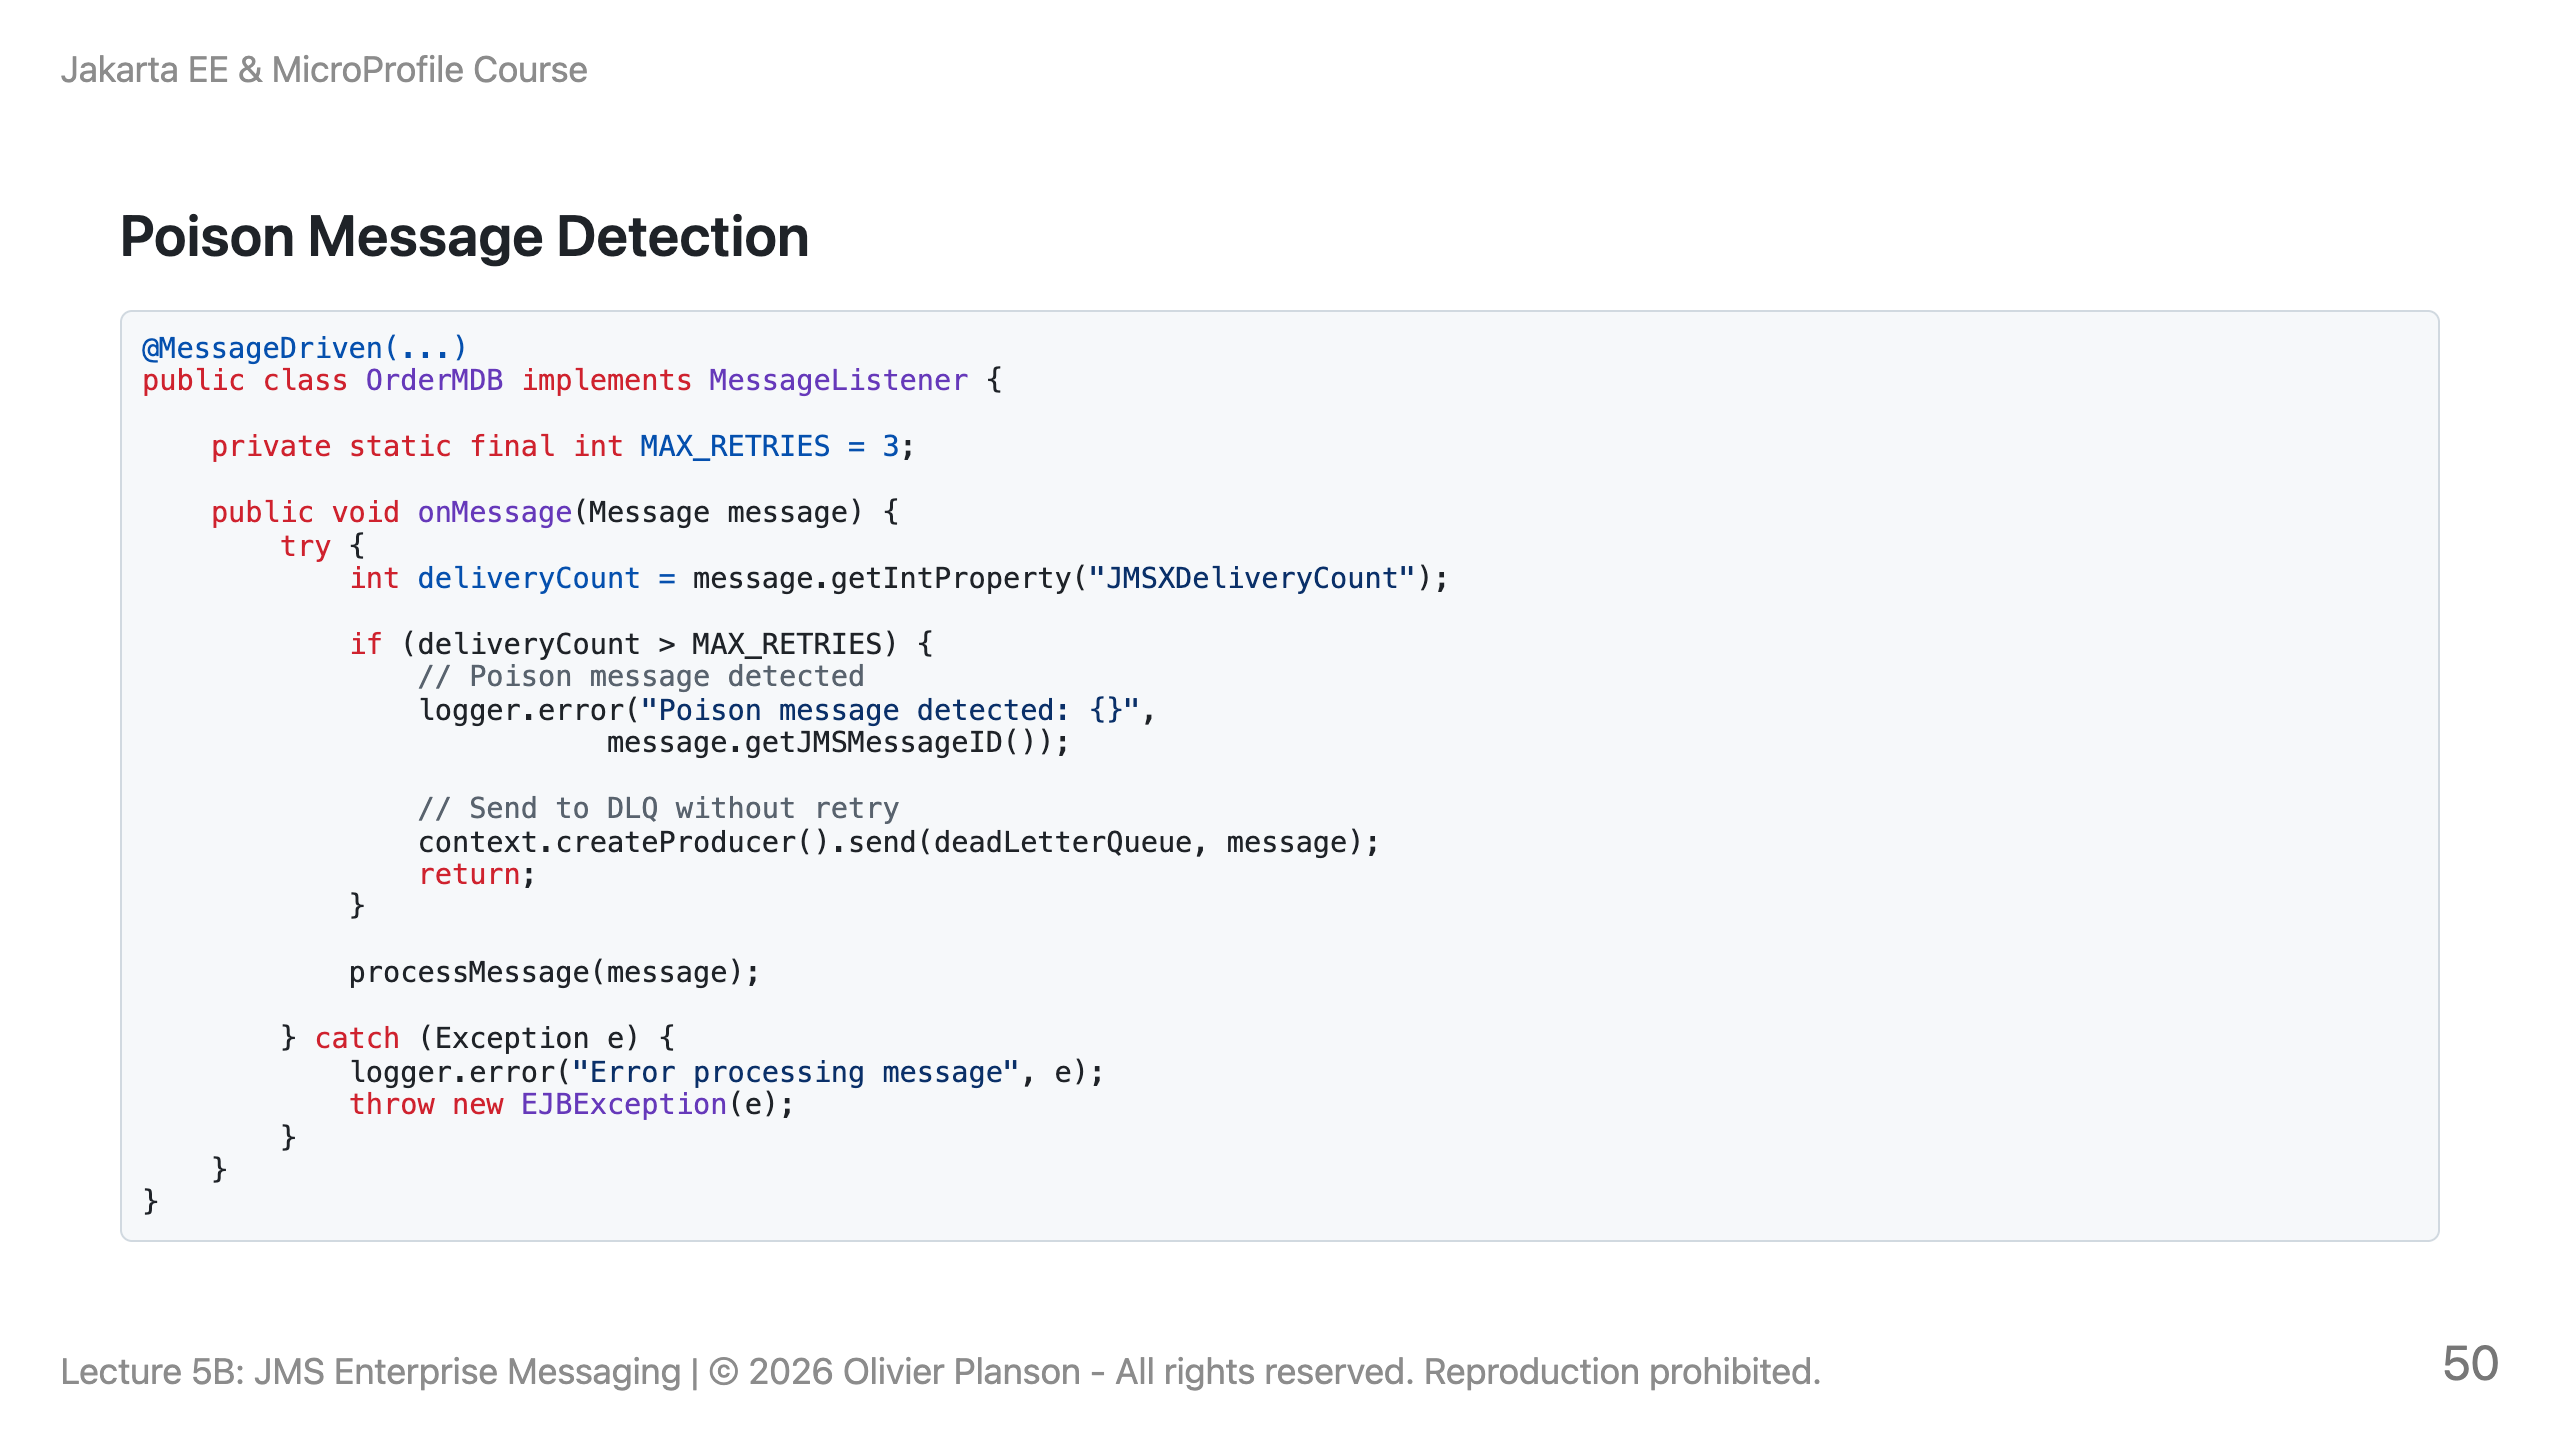 Jakarta EE & MicroProfile Course
Poison Message Detection
@MessageDriven(...)
public class OrderMDB implements MessageListener {
    private static final int MAX_RETRIES = 3;
    public void onMessage(Message message) {
        try {
            int deliveryCount = message.getIntProperty("JMSXDeliveryCount");
            if (deliveryCount > MAX_RETRIES) {
                // Poison message detected
                logger.error("Poison message detected: {}",
                           message.getJMSMessageID());
                // Send to DLQ without retry
                context.createProducer().send(deadLetterQueue, message);
                return;
            }
            processMessage(message);
        } catch (Exception e) {
            logger.error("Error processing message", e);
            throw new EJBException(e);
        }
    }
}
Lecture 5B: JMS Enterprise Messaging | © 2026 Olivier Planson - All rights reserved. Reproduction prohibited.
50